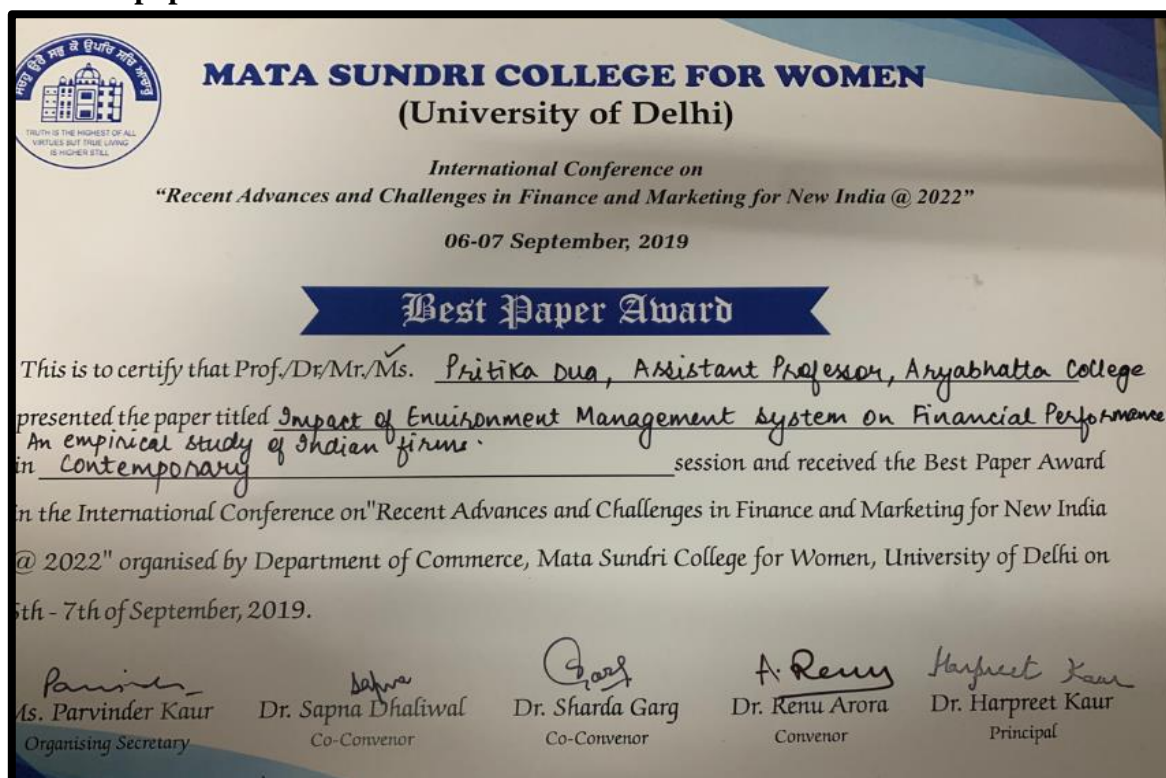 MATA SUNDRI COLLEGE FOR WOMEN
(University of Delhi)
TRUTH IS THE HIGHEST OF ALL
VIRTUES BUT TRUE LIVING
IS HIGHER STILL
International Conference on
“Recent Advances and Challenges in Finance and Marketing for New India @ 2022”
06-07 September, 2019
Best Paper Award
This is to certify that Prof./Dr/Mr./Ms. Pritika Dua, Assistant Professor, Aryabhatta College
presented the paper titled Impact of Environment Management System on Financial Performance
An empirical study of Indian firms.
in Contemporary session and received the Best Paper Award
in the International Conference on"Recent Advances and Challenges in Finance and Marketing for New India
@ 2022" organised by Department of Commerce, Mata Sundri College for Women, University of Delhi on
th - 7th of September, 2019.
Sapna
Garg
A. Renu
Harpreet Kaur
Ms. Parvinder Kaur Dr. Sapna Dhaliwal Dr. Sharda Garg Dr. Renu Arora Dr. Harpreet Kaur
Organising Secretary Co-Convenor Co-Convenor Convenor Principal